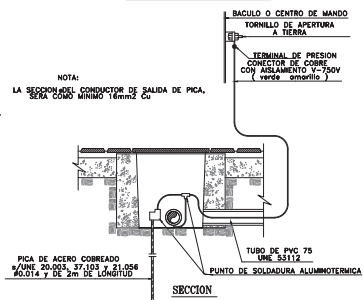 BACULO O CENTRO DE MANDO
TORNILLO DE APERTURA
A TIERRA
TERMINAL DE PRESION
CONECTOR DE COBRE
CON AISLAMIENTO V-750V
( verde amarillo )
NOTA:
LA SECCION DEL CONDUCTOR DE SALIDA DE PICA,
SERA COMO MINIMO 16mm2 Cu
TUBO DE PVC 75
UNE 53112
PICA DE ACERO COBREADO
s/UNE 20.003, 37.103 y 21.056
Ø0.014 y DE 2m DE LONGITUD
PUNTO DE SOLDADURA ALUMINOTERMICA
SECCION